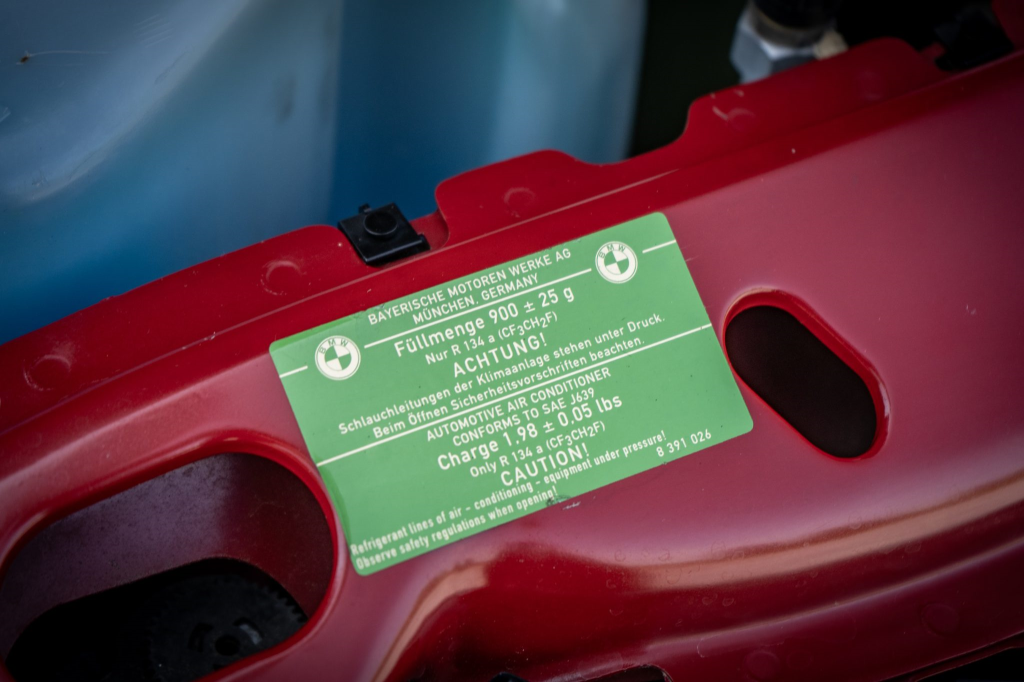 BAYERISCHE MOTOREN WERKE AG
MÜNCHEN, GERMANY
BMW
BMW
Füllmenge 900 ± 25 g
Nur R 134 a (CF₃CH₂F)
ACHTUNG!
Schlauchleitungen der Klimaanlage stehen unter Druck.
Beim Öffnen Sicherheitsvorschriften beachten.
AUTOMOTIVE AIR CONDITIONER
CONFORMS TO SAE J639
Charge 1.98 ± 0.05 lbs
Only R 134 a (CF₃CH₂F)
CAUTION!
Refrigerant lines of air - conditioning - equipment under pressure!
Observe safety regulations when opening!
8 391 026